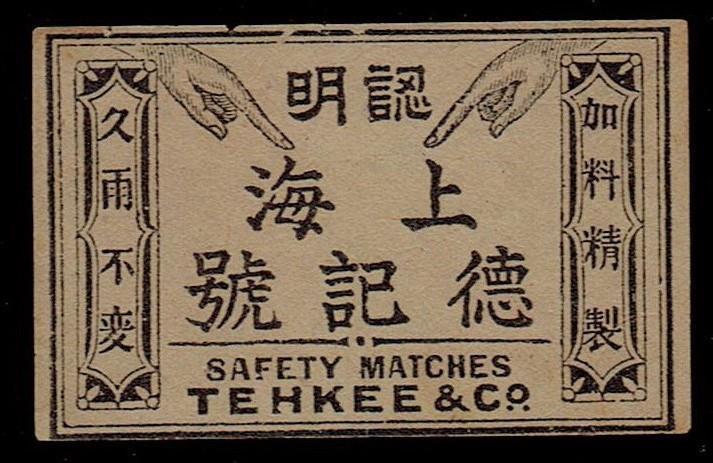 認明
上海
德記號
加料精製
久雨不变
SAFETY MATCHES
TEHKEE & Co.